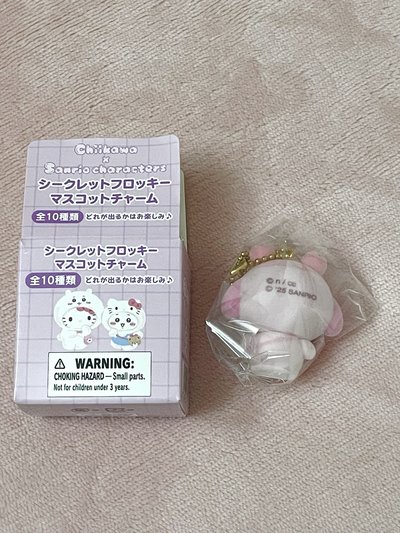 Chiikawa
×
Sanrio characters
シークレットフロッキー
マスコットチャーム
全10種類 どれが出るかはお楽しみ♪
シークレットフロッキー
マスコットチャーム
全10種類 どれが出るかはお楽しみ♪
WARNING:
CHOKING HAZARD — Small parts.
Not for children under 3 years.
© n / CE
© '25 SANRIO